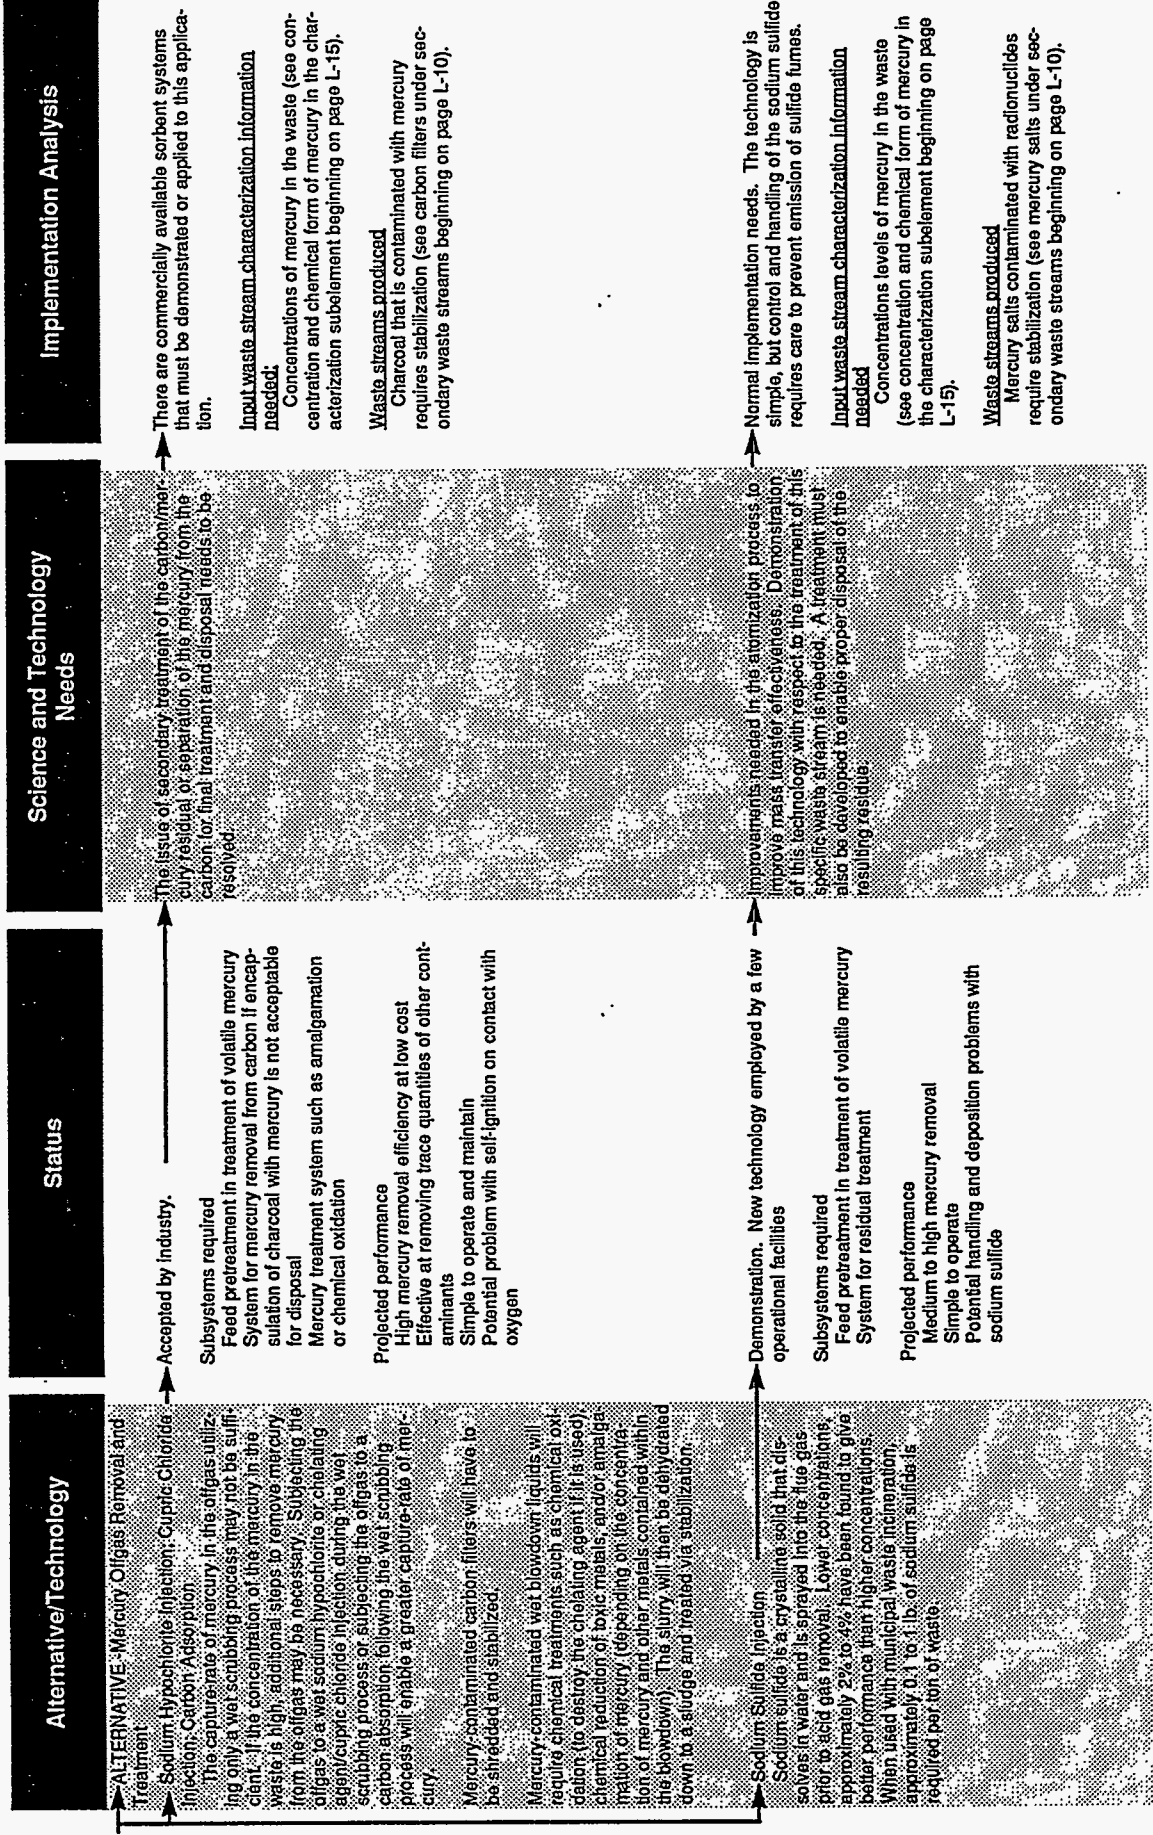 Alternative/Technology
Status
Science and Technology
Needs
Implementation Analysis
ALTERNATIVE-Mercury Offgas Removal and
Treatment
Sodium Hypochlorite Injection; Cupric Chloride
Injection; Carbon Adsorption
The capture-rate of mercury in the offgas utiliz-
ing only a wet scrubbing process may not be suffi-
cient. If the concentration of the mercury in the
waste is high, additional steps to remove mercury
from the offgas may be necessary. Subjecting the
offgas to a wet sodium hypochlorite or chelating
agent/cupric chloride injection during the wet
scrubbing process or subjecting the offgas to a
carbon absorption following the wet scrubbing
process will enable a greater capture-rate of mer-
cury.
Mercury-contaminated carbon filters will have to
be shredded and stabilized.
Mercury-contaminated wet blowdown liquids will
require chemical treatments such as chemical oxi-
dation (to destroy the chelating agent if it is used),
chemical reduction of toxic metals, and/or amalga-
mation of mercury (depending on the concentra-
tion of mercury and other metals contained within
the blowdown). The slurry will then be dehydrated
down to a sludge and treated via stabilization.
Accepted by industry.
Subsystems required
Feed pretreatment in treatment of volatile mercury
System for mercury removal from carbon if encap-
sulation of charcoal with mercury is not acceptable
for disposal
Mercury treatment system such as amalgamation
or chemical oxidation
Projected performance
High mercury removal efficiency at low cost
Effective at removing trace quantities of other cont-
aminants
Simple to operate and maintain
Potential problem with self-ignition on contact with
oxygen
The issue of secondary treatment of the carbon/mer-
cury residual or separation of the mercury from the
carbon for final treatment and disposal needs to be
resolved.
There are commercially available sorbent systems
that must be demonstrated or applied to this applica-
tion.
Input waste stream characterization information
needed:
Concentrations of mercury in the waste (see con-
centration and chemical form of mercury in the char-
acterization subelement beginning on page L-15).
Waste streams produced
Charcoal that is contaminated with mercury
requires stabilization (see carbon filters under sec-
ondary waste streams beginning on page L-10).
Sodium Sulfide Injection
Sodium sulfide is a crystalline solid that dis-
solves in water and is sprayed into the flue gas
prior to acid gas removal. Lower concentrations,
approximately 2% to 4% have been found to give
better performance than higher concentrations.
When used with municipal waste incineration,
approximately 0.1 to 1 lb. of sodium sulfide is
required per ton of waste.
Demonstration. New technology employed by a few
operational facilities
Subsystems required
Feed pretreatment in treatment of volatile mercury
System for residual treatment
Projected performance
Medium to high mercury removal
Simple to operate
Potential handling and deposition problems with
sodium sulfide
Improvements needed in the atomization process to
improve mass transfer effectiveness. Demonstration
of this technology with respect to the treatment of this
specific waste stream is needed. A treatment must
also be developed to enable proper disposal of the
resulting residue.
Normal implementation needs. The technology is
simple, but control and handling of the sodium sulfide
requires care to prevent emission of sulfide fumes.
Input waste stream characterization information
needed
Concentrations levels of mercury in the waste
(see concentration and chemical form of mercury in
the characterization subelement beginning on page
L-15).
Waste streams produced
Mercury salts contaminated with radionuclides
require stabilization (see mercury salts under sec-
ondary waste streams beginning on page L-10).